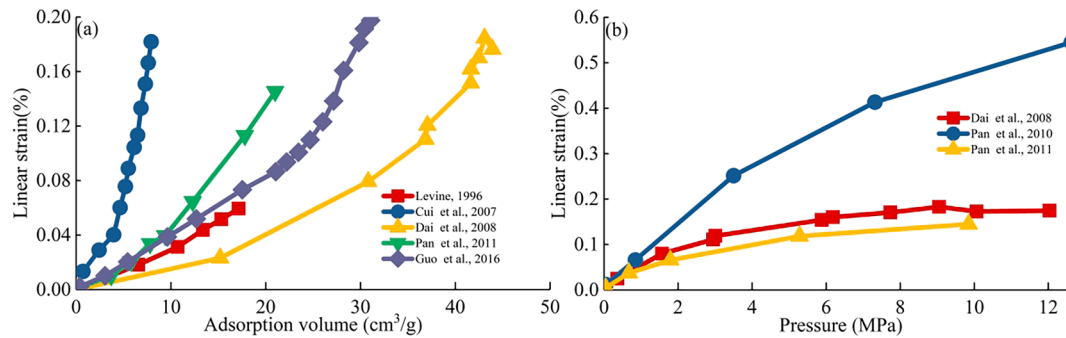 (a)
Linear strain(%)
0.20
0.16
0.12
0.08
0.04
0.00
Levine, 1996
Cui et al., 2007
Dai et al., 2008
Pan et al., 2011
Guo et al., 2016
0 10 20 30 40 50
Adsorption volume (cm³/g)
(b)
Linear strain(%)
0.6
0.5
0.4
0.3
0.2
0.1
0.0
Dai et al., 2008
Pan et al., 2010
Pan et al., 2011
0 2 4 6 8 10 12
Pressure (MPa)